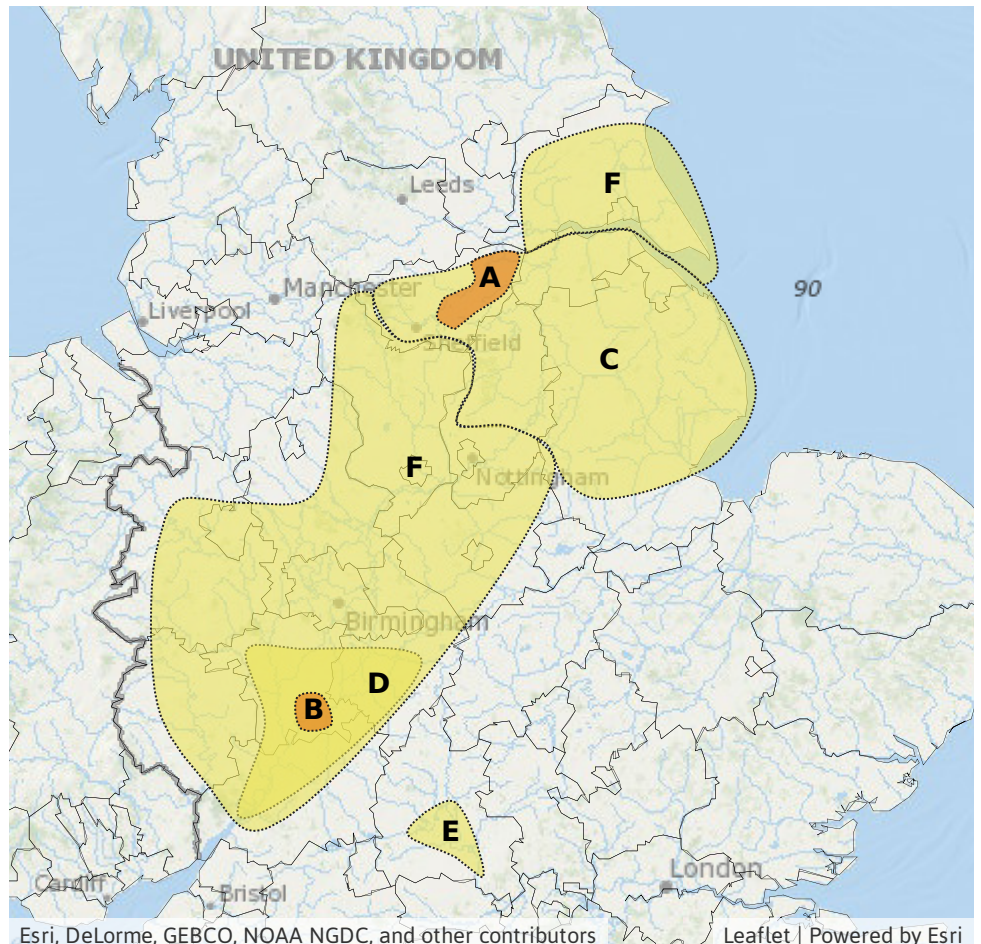 UNITED KINGDOM
F
Leeds
A
Manchester
90
Liverpool
Sheffield
C
F
Nottingham
Birmingham
D
B
E
London
Cardiff
Bristol
Esri, DeLorme, GEBCO, NOAA NGDC, and other contributors
Leaflet | Powered by Esri